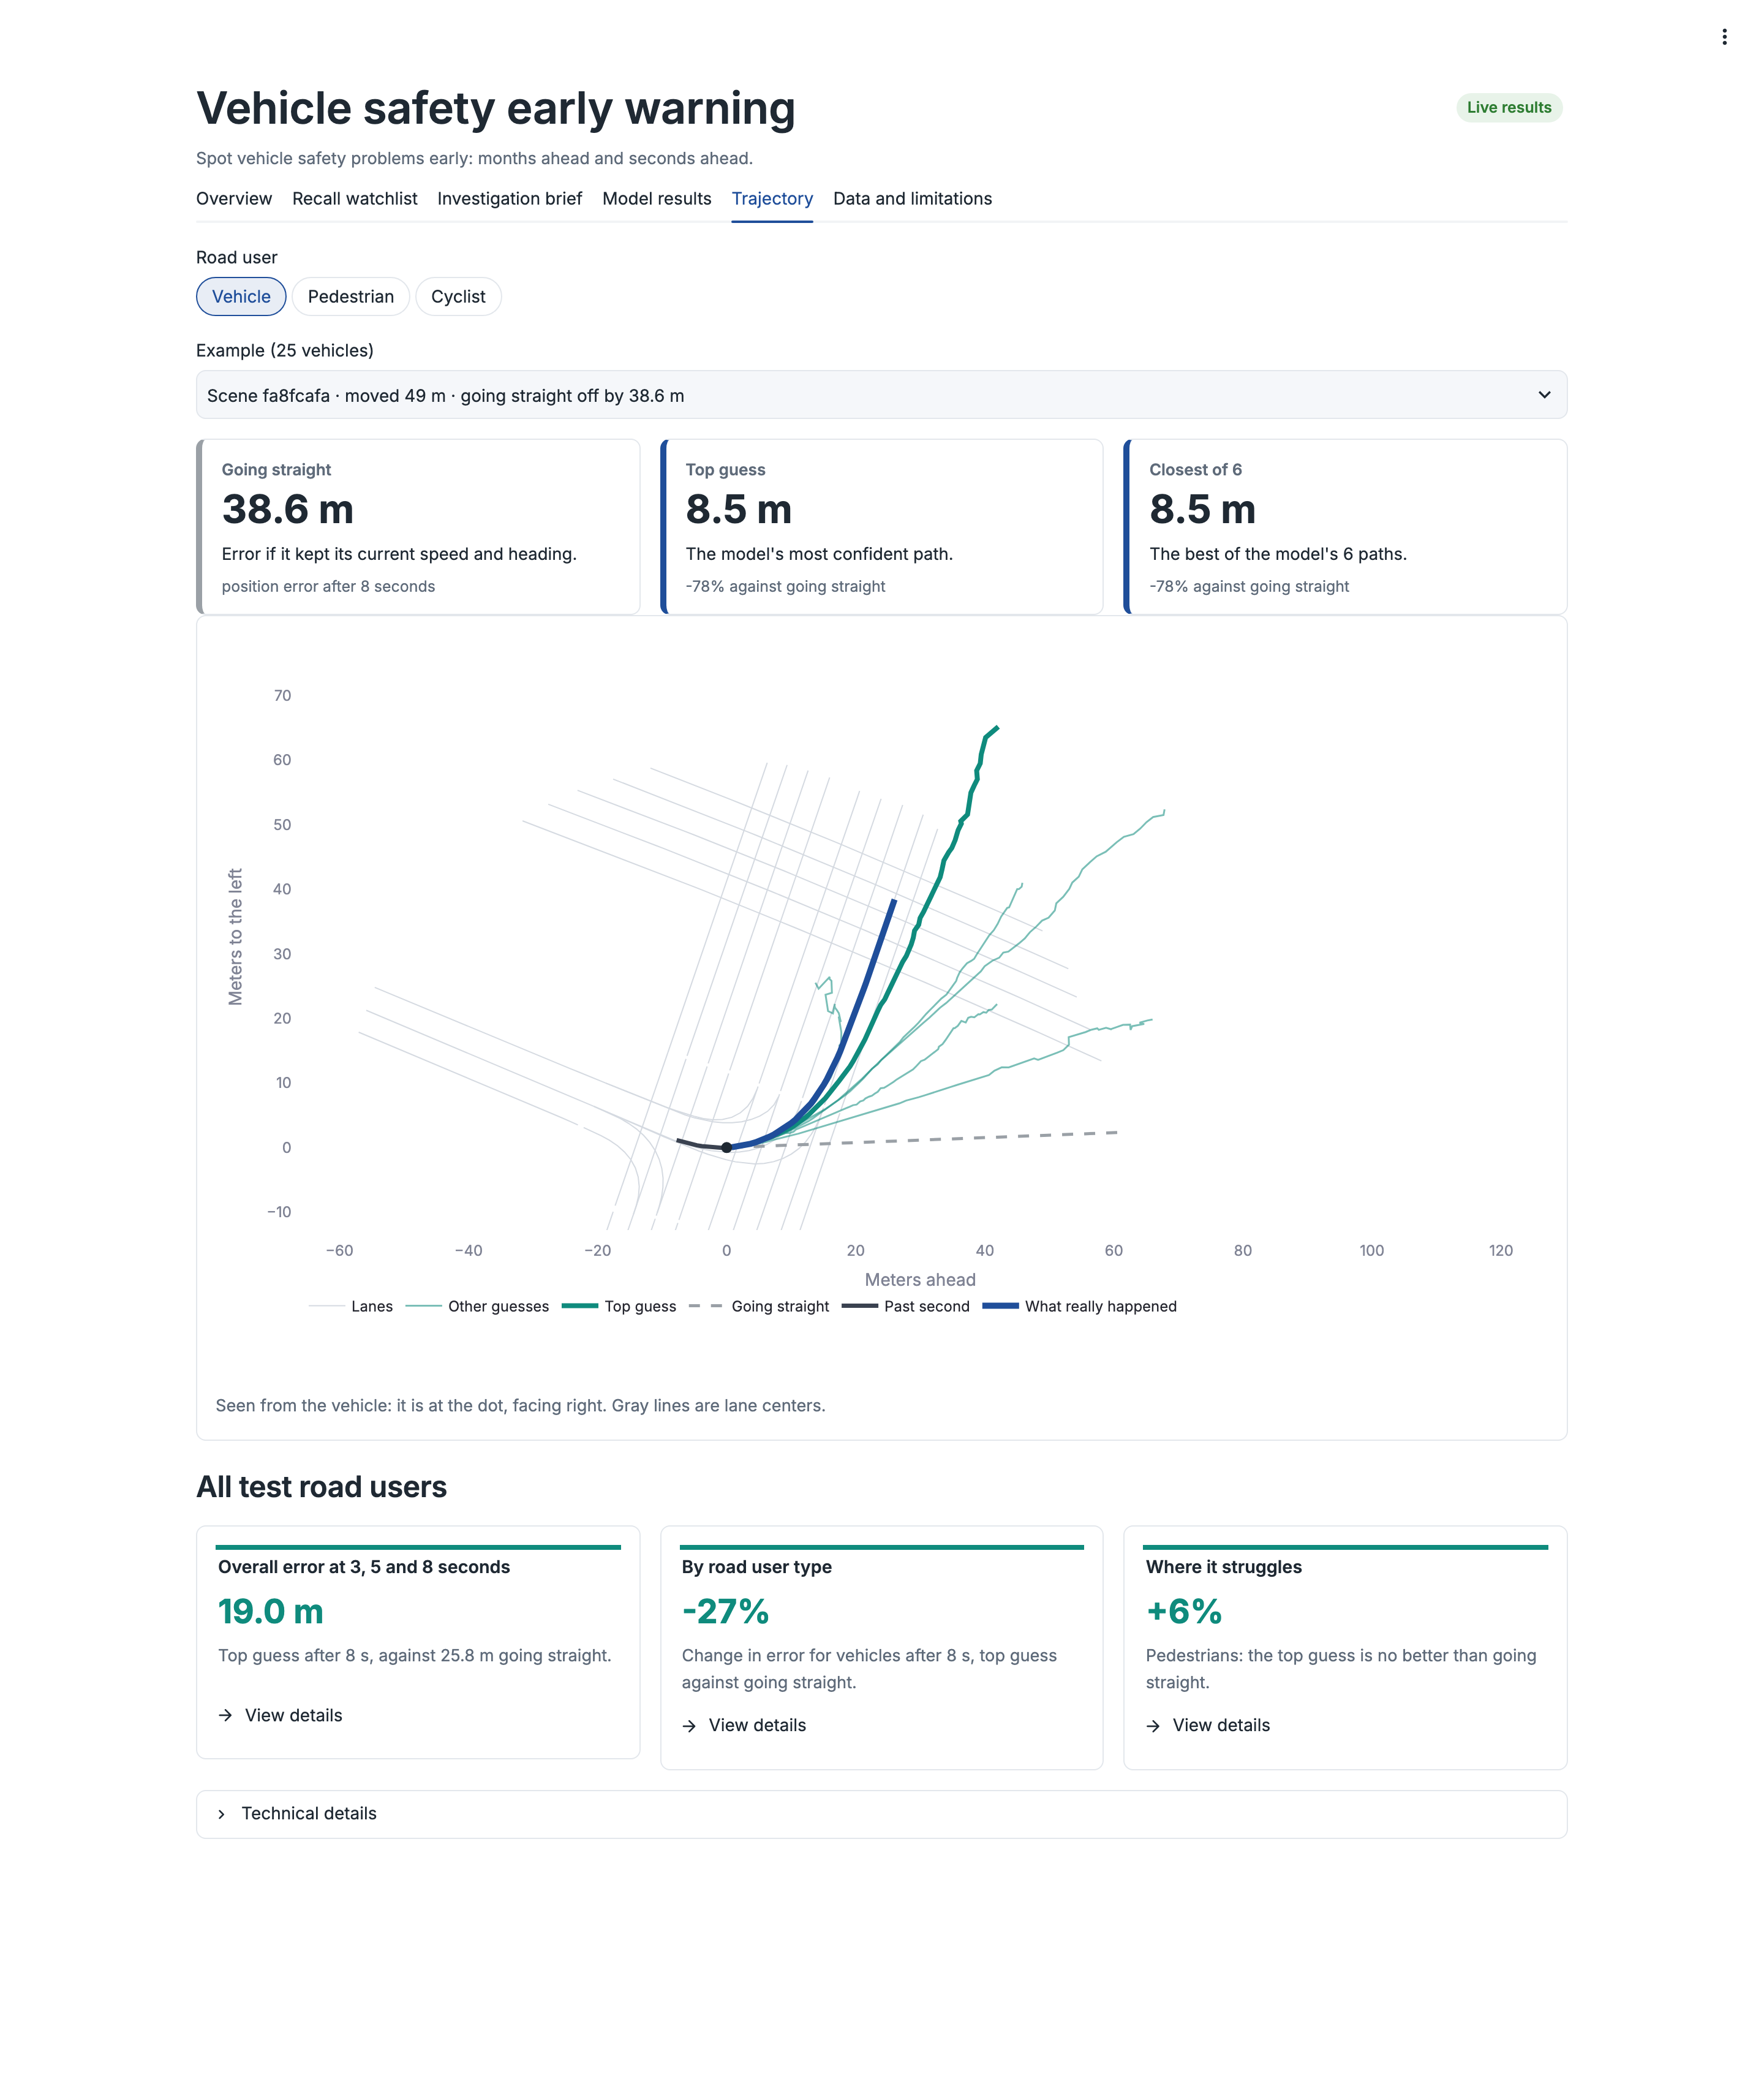 Vehicle safety early warning
Live results
Spot vehicle safety problems early: months ahead and seconds ahead.
Overview Recall watchlist Investigation brief Model results Trajectory Data and limitations
Road user
Vehicle Pedestrian Cyclist
Example (25 vehicles)
Scene fa8fcafa · moved 49 m · going straight off by 38.6 m
Going straight
38.6 m
Error if it kept its current speed and heading.
position error after 8 seconds
Top guess
8.5 m
The model's most confident path.
-78% against going straight
Closest of 6
8.5 m
The best of the model's 6 paths.
-78% against going straight
Meters to the left
70
60
50
40
30
20
10
0
−10
−60 −40 −20 0 20 40 60 80 100 120
Meters ahead
Lanes Other guesses Top guess Going straight Past second What really happened
Seen from the vehicle: it is at the dot, facing right. Gray lines are lane centers.
All test road users
Overall error at 3, 5 and 8 seconds
19.0 m
Top guess after 8 s, against 25.8 m going straight.
→ View details
By road user type
-27%
Change in error for vehicles after 8 s, top guess
against going straight.
→ View details
Where it struggles
+6%
Pedestrians: the top guess is no better than going
straight.
→ View details
Technical details